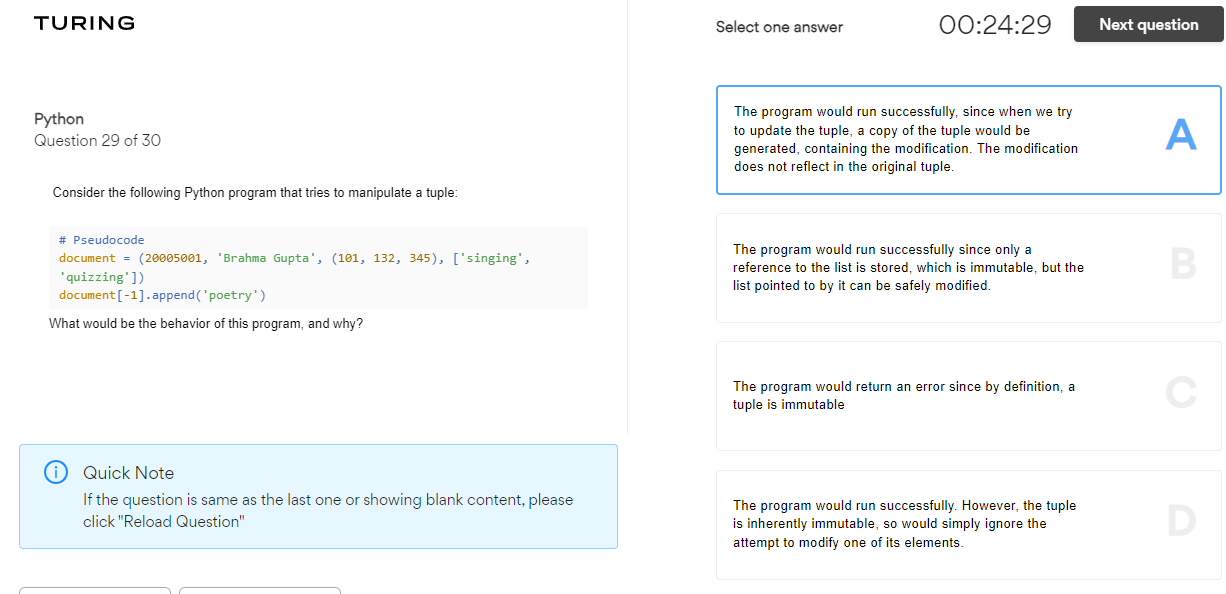 TURING
Select one answer
00:24:29
Next question
Python
Question 29 of 30
Consider the following Python program that tries to manipulate a tuple:
# Pseudocode
document = (20005001, 'Brahma Gupta', (101, 132, 345), ['singing',
'quizzing'])
document[-1].append('poetry')
What would be the behavior of this program, and why?
Quick Note
If the question is same as the last one or showing blank content, please
click "Reload Question"
The program would run successfully, since when we try
to update the tuple, a copy of the tuple would be
generated, containing the modification. The modification
does not reflect in the original tuple.
A
The program would run successfully since only a
reference to the list is stored, which is immutable, but the
list pointed to by it can be safely modified.
B
The program would return an error since by definition, a
tuple is immutable
C
The program would run successfully. However, the tuple
is inherently immutable, so would simply ignore the
attempt to modify one of its elements.
D